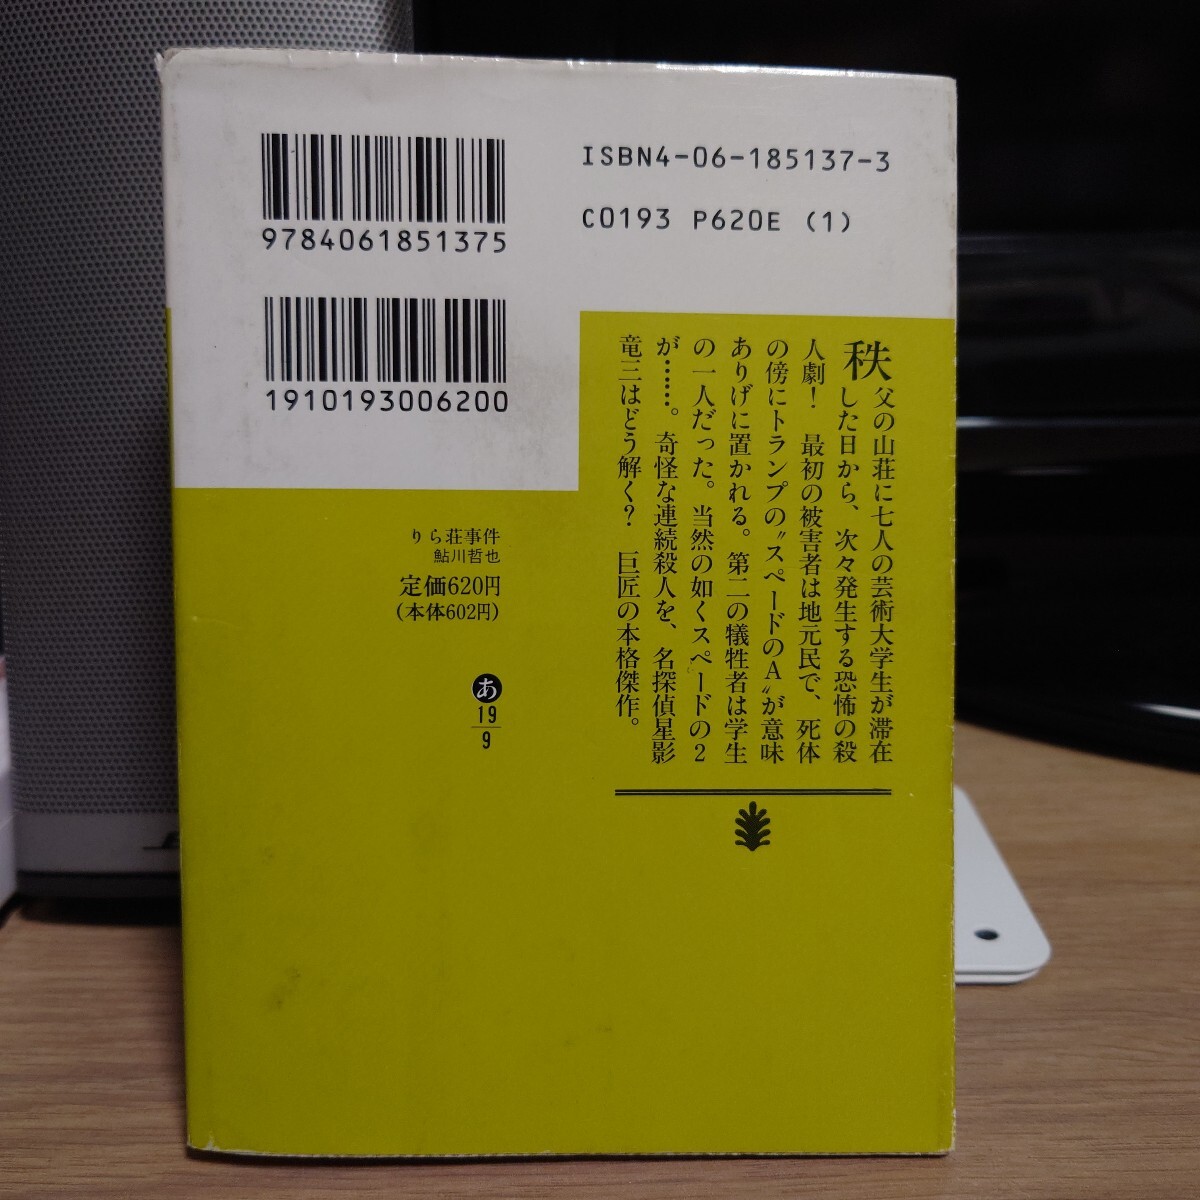 ISBN4-06-185137-3
C0193 P620E (1)
9784061851375
1910193006200
秩父の山荘に七人の芸術大学生が滞在
した日から、次々発生する恐怖の殺
人劇！　最初の被害者は地元民で、死体
の傍にトランプの〝スペードのA〟が意味
ありげに置かれる。第二の犠牲者は学生
の一人だった。当然の如くスペードの2
が……。奇怪な連続殺人を、名探偵星影
竜三はどう解く？　巨匠の本格傑作。
りら荘事件
鮎川哲也
定価620円
(本体602円)
あ
19
9